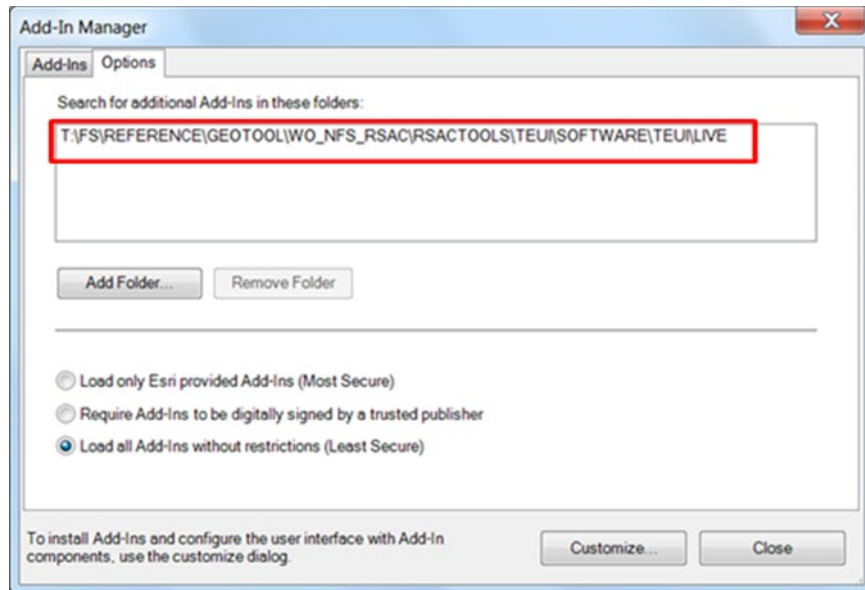 Add-In Manager
Add-Ins Options
Search for additional Add-Ins in these folders:
T:\FS\REFERENCE\GEOTOOL\WO_NFS_RSAC\RSACTOOLS\TEUI\SOFTWARE\TEUI\LIVE
Add Folder... Remove Folder
Load only Esri provided Add-Ins (Most Secure)
Require Add-Ins to be digitally signed by a trusted publisher
Load all Add-Ins without restrictions (Least Secure)
To install Add-Ins and configure the user interface with Add-In
components, use the customize dialog.
Customize... Close